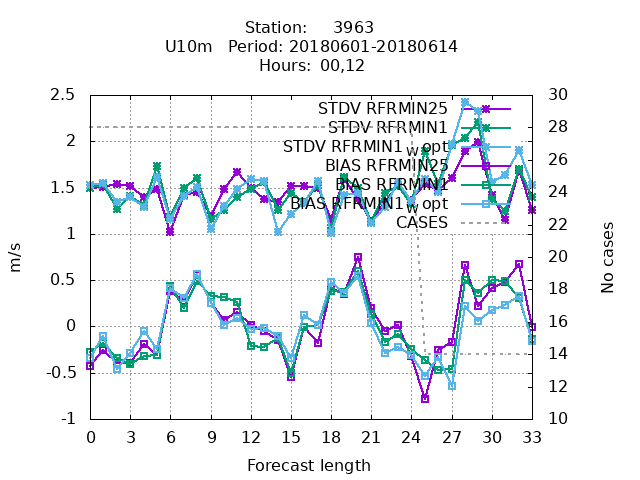 Station: 3963
U10m Period: 20180601-20180614
Hours: 00,12
STDV RFRMIN25
STDV RFRMIN1
STDV RFRMIN1_w_opt
BIAS RFRMIN25
BIAS RFRMIN1
BIAS RFRMIN1_w_opt
CASES
m/s
2.5
2
1.5
1
0.5
0
-0.5
-1
No cases
30
28
26
24
22
20
18
16
14
12
10
0 3 6 9 12 15 18 21 24 27 30 33
Forecast length